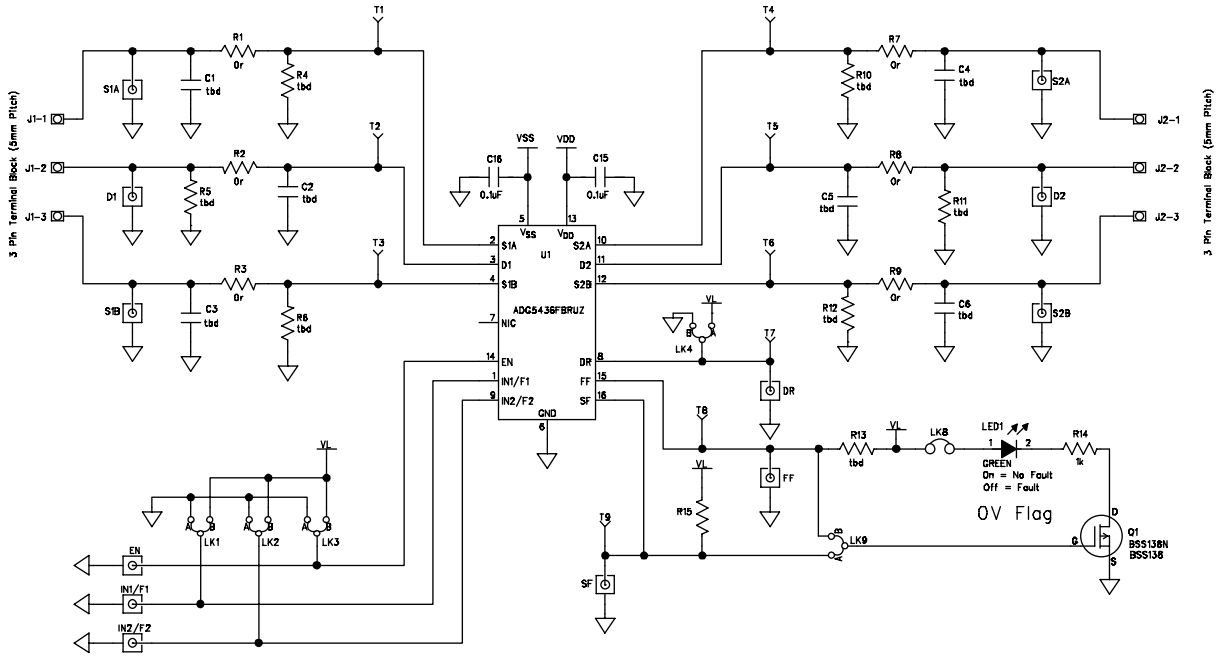 T1
T4
R1
0r
R7
0r
S1A
C1
tbd
R4
tbd
R10
tbd
C4
tbd
S2A
3 Pin Terminal Block (5mm Pitch)
3 Pin Terminal Block (5mm Pitch)
J1-1
J2-1
T2
T5
VSS
VDD
J1-2
R2
0r
C16
0.1uF
C15
0.1uF
R8
0r
J2-2
D1
R5
tbd
C2
tbd
C5
tbd
R11
tbd
D2
J1-3
J2-3
5
VSS
13
VDD
U1
2
S1A
S2A
10
3
D1
D2
11
4
S1B
S2B
12
ADG5436FBRUZ
7
NIC
14
EN
DR
8
1
IN1/F1
FF
15
9
IN2/F2
SF
16
GND
6
T3
T6
R3
0r
R9
0r
S1B
C3
tbd
R6
tbd
R12
tbd
C6
tbd
S2B
VL
B
A
LK4
T7
DR
T8
R13
tbd
VL
LK8
LED1
1
2
GREEN
On = No Fault
Off = Fault
R14
1k
OV Flag
VL
FF
VL
R15
T9
B
A
LK9
D
G
S
Q1
BSS138N
BSS138
SF
A
B
LK1
A
B
LK2
A
B
LK3
EN
IN1/F1
IN2/F2